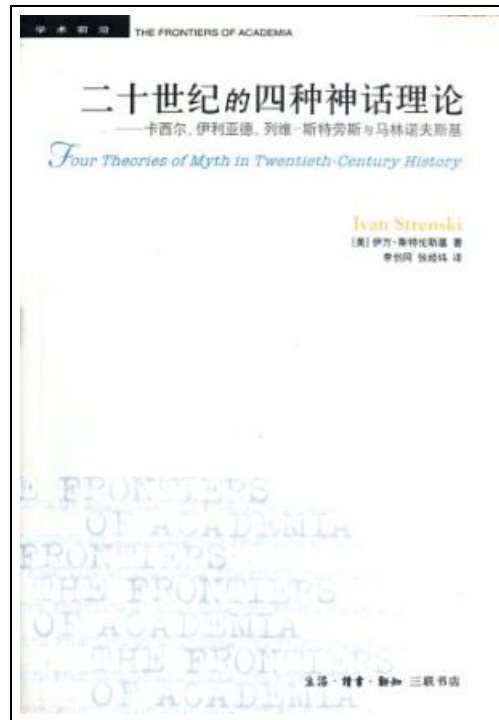 学术前沿 THE FRONTIERS OF ACADEMIA
二十世纪的四种神话理论
——卡西尔、伊利亚德、列维-斯特劳斯与马林诺夫斯基
Four Theories of Myth in Twentieth-Century History
Ivan Strenski
[美] 伊万·斯特伦斯基 著
李创同 张经纬 译
E FRONTIERS
OF ACADEMIA
FRONTIERS
THE FRONTIERS
OF ACADEMIA
THE FRONTIERS
OF ACADEMIA
生活·读书·新知 三联书店